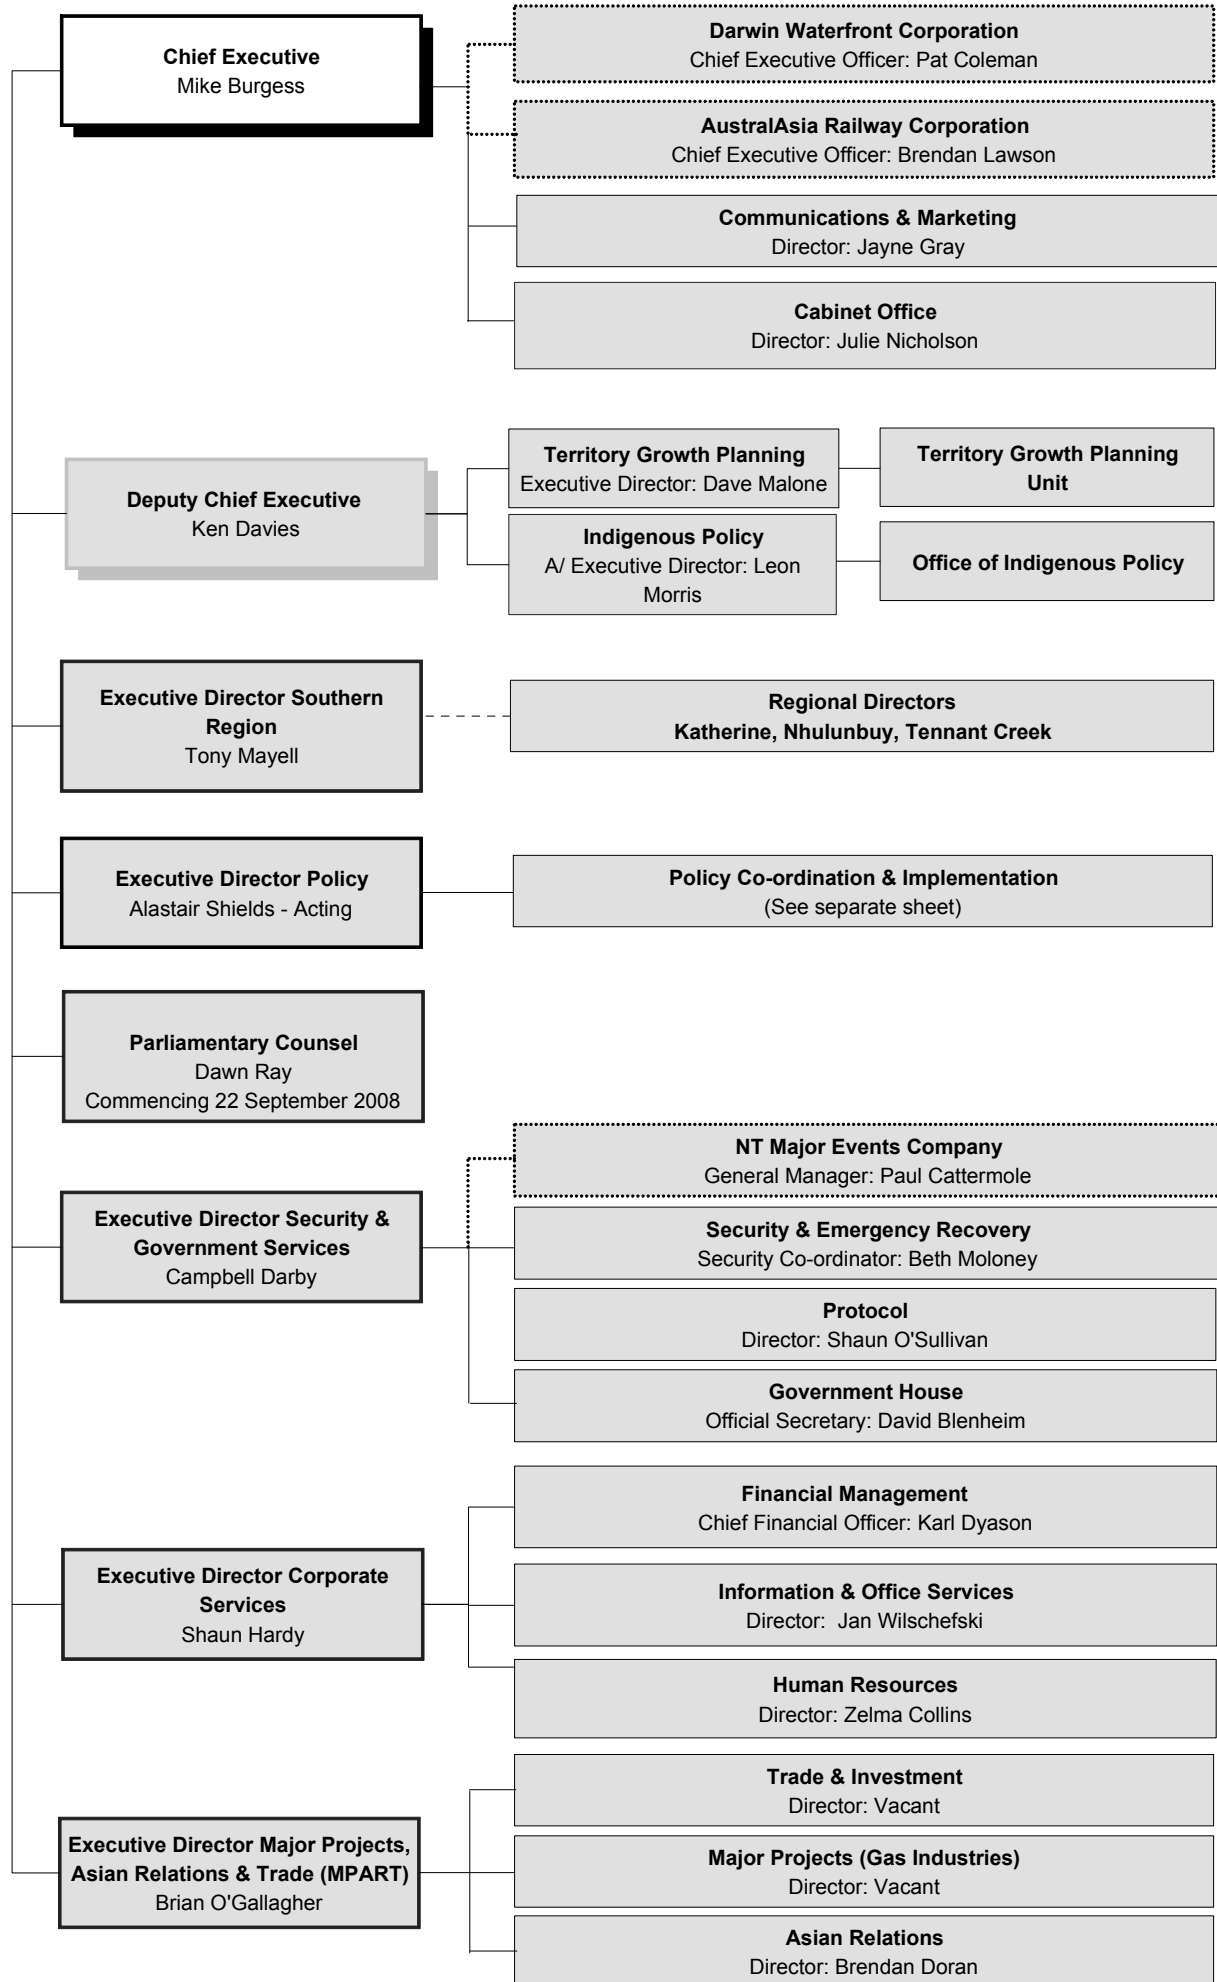 Chief Executive
Mike Burgess
Darwin Waterfront Corporation
Chief Executive Officer: Pat Coleman
AustralAsia Railway Corporation
Chief Executive Officer: Brendan Lawson
Communications & Marketing
Director: Jayne Gray
Cabinet Office
Director: Julie Nicholson
Deputy Chief Executive
Ken Davies
Territory Growth Planning
Executive Director: Dave Malone
Territory Growth Planning
Unit
Indigenous Policy
A/ Executive Director: Leon
Morris
Office of Indigenous Policy
Executive Director Southern
Region
Tony Mayell
Regional Directors
Katherine, Nhulunbuy, Tennant Creek
Executive Director Policy
Alastair Shields - Acting
Policy Co-ordination & Implementation
(See separate sheet)
Parliamentary Counsel
Dawn Ray
Commencing 22 September 2008
Executive Director Security &
Government Services
Campbell Darby
NT Major Events Company
General Manager: Paul Cattermole
Security & Emergency Recovery
Security Co-ordinator: Beth Moloney
Protocol
Director: Shaun O'Sullivan
Government House
Official Secretary: David Blenheim
Executive Director Corporate
Services
Shaun Hardy
Financial Management
Chief Financial Officer: Karl Dyason
Information & Office Services
Director:  Jan Wilschefski
Human Resources
Director: Zelma Collins
Executive Director Major Projects,
Asian Relations & Trade (MPART)
Brian O'Gallagher
Trade & Investment
Director: Vacant
Major Projects (Gas Industries)
Director: Vacant
Asian Relations
Director: Brendan Doran